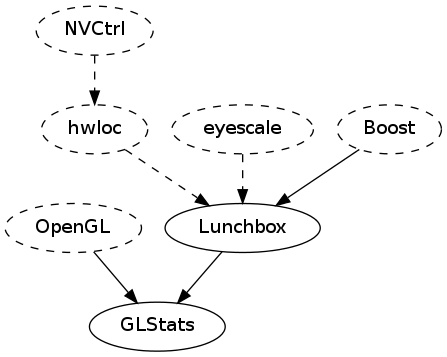 NVCtrl
hwloc
eyescale
Boost
OpenGL
Lunchbox
GLStats